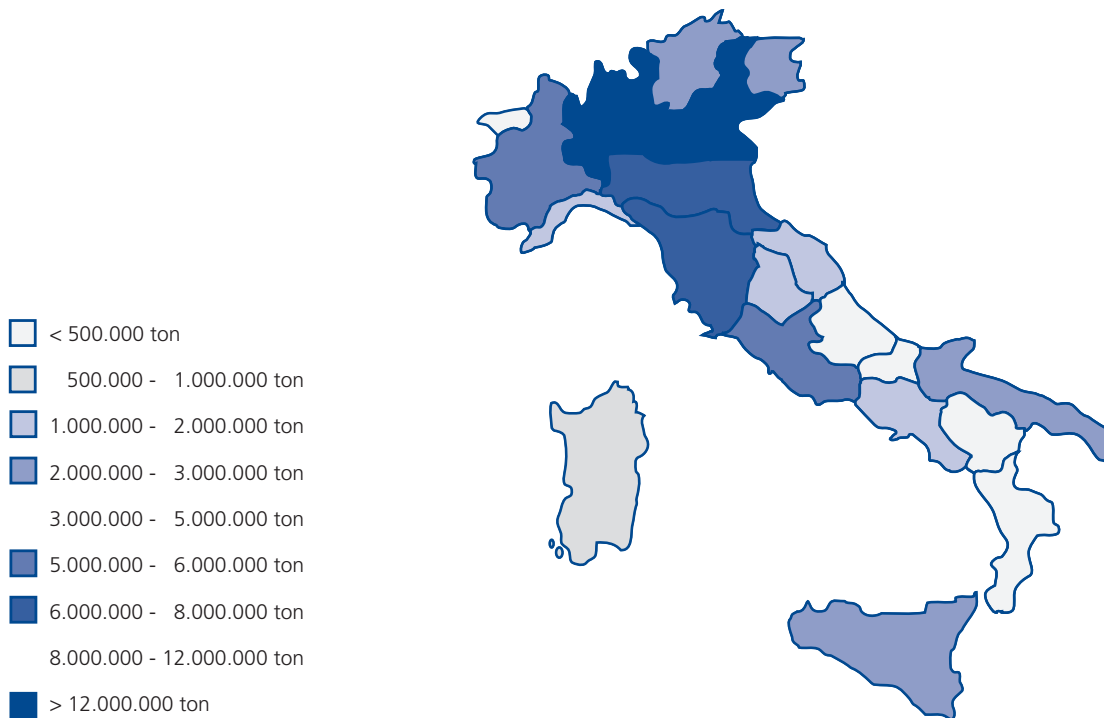 < 500.000 ton
500.000 - 1.000.000 ton
1.000.000 - 2.000.000 ton
2.000.000 - 3.000.000 ton
3.000.000 - 5.000.000 ton
5.000.000 - 6.000.000 ton
6.000.000 - 8.000.000 ton
8.000.000 - 12.000.000 ton
> 12.000.000 ton